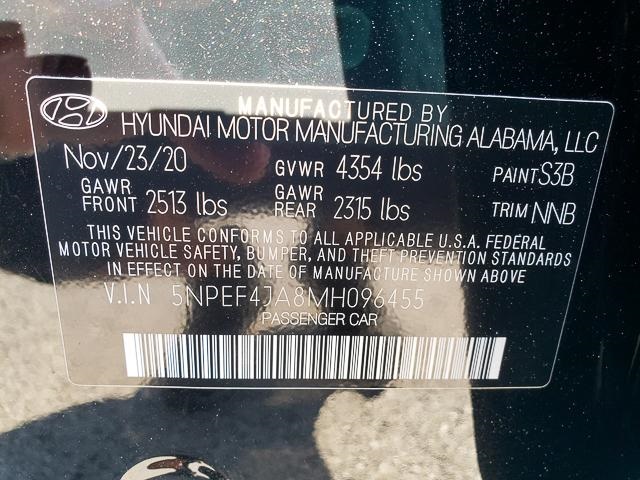 MANUFACTURED BY
HYUNDAI MOTOR MANUFACTURING ALABAMA, LLC
Nov/23/20 GVWR 4354 lbs PAINT S3B
GAWR FRONT 2513 lbs GAWR REAR 2315 lbs TRIM NNB
THIS VEHICLE CONFORMS TO ALL APPLICABLE U.S.A. FEDERAL
MOTOR VEHICLE SAFETY, BUMPER, AND THEFT PREVENTION STANDARDS
IN EFFECT ON THE DATE OF MANUFACTURE SHOWN ABOVE
V.I.N 5NPEF4JA8MH096455
PASSENGER CAR